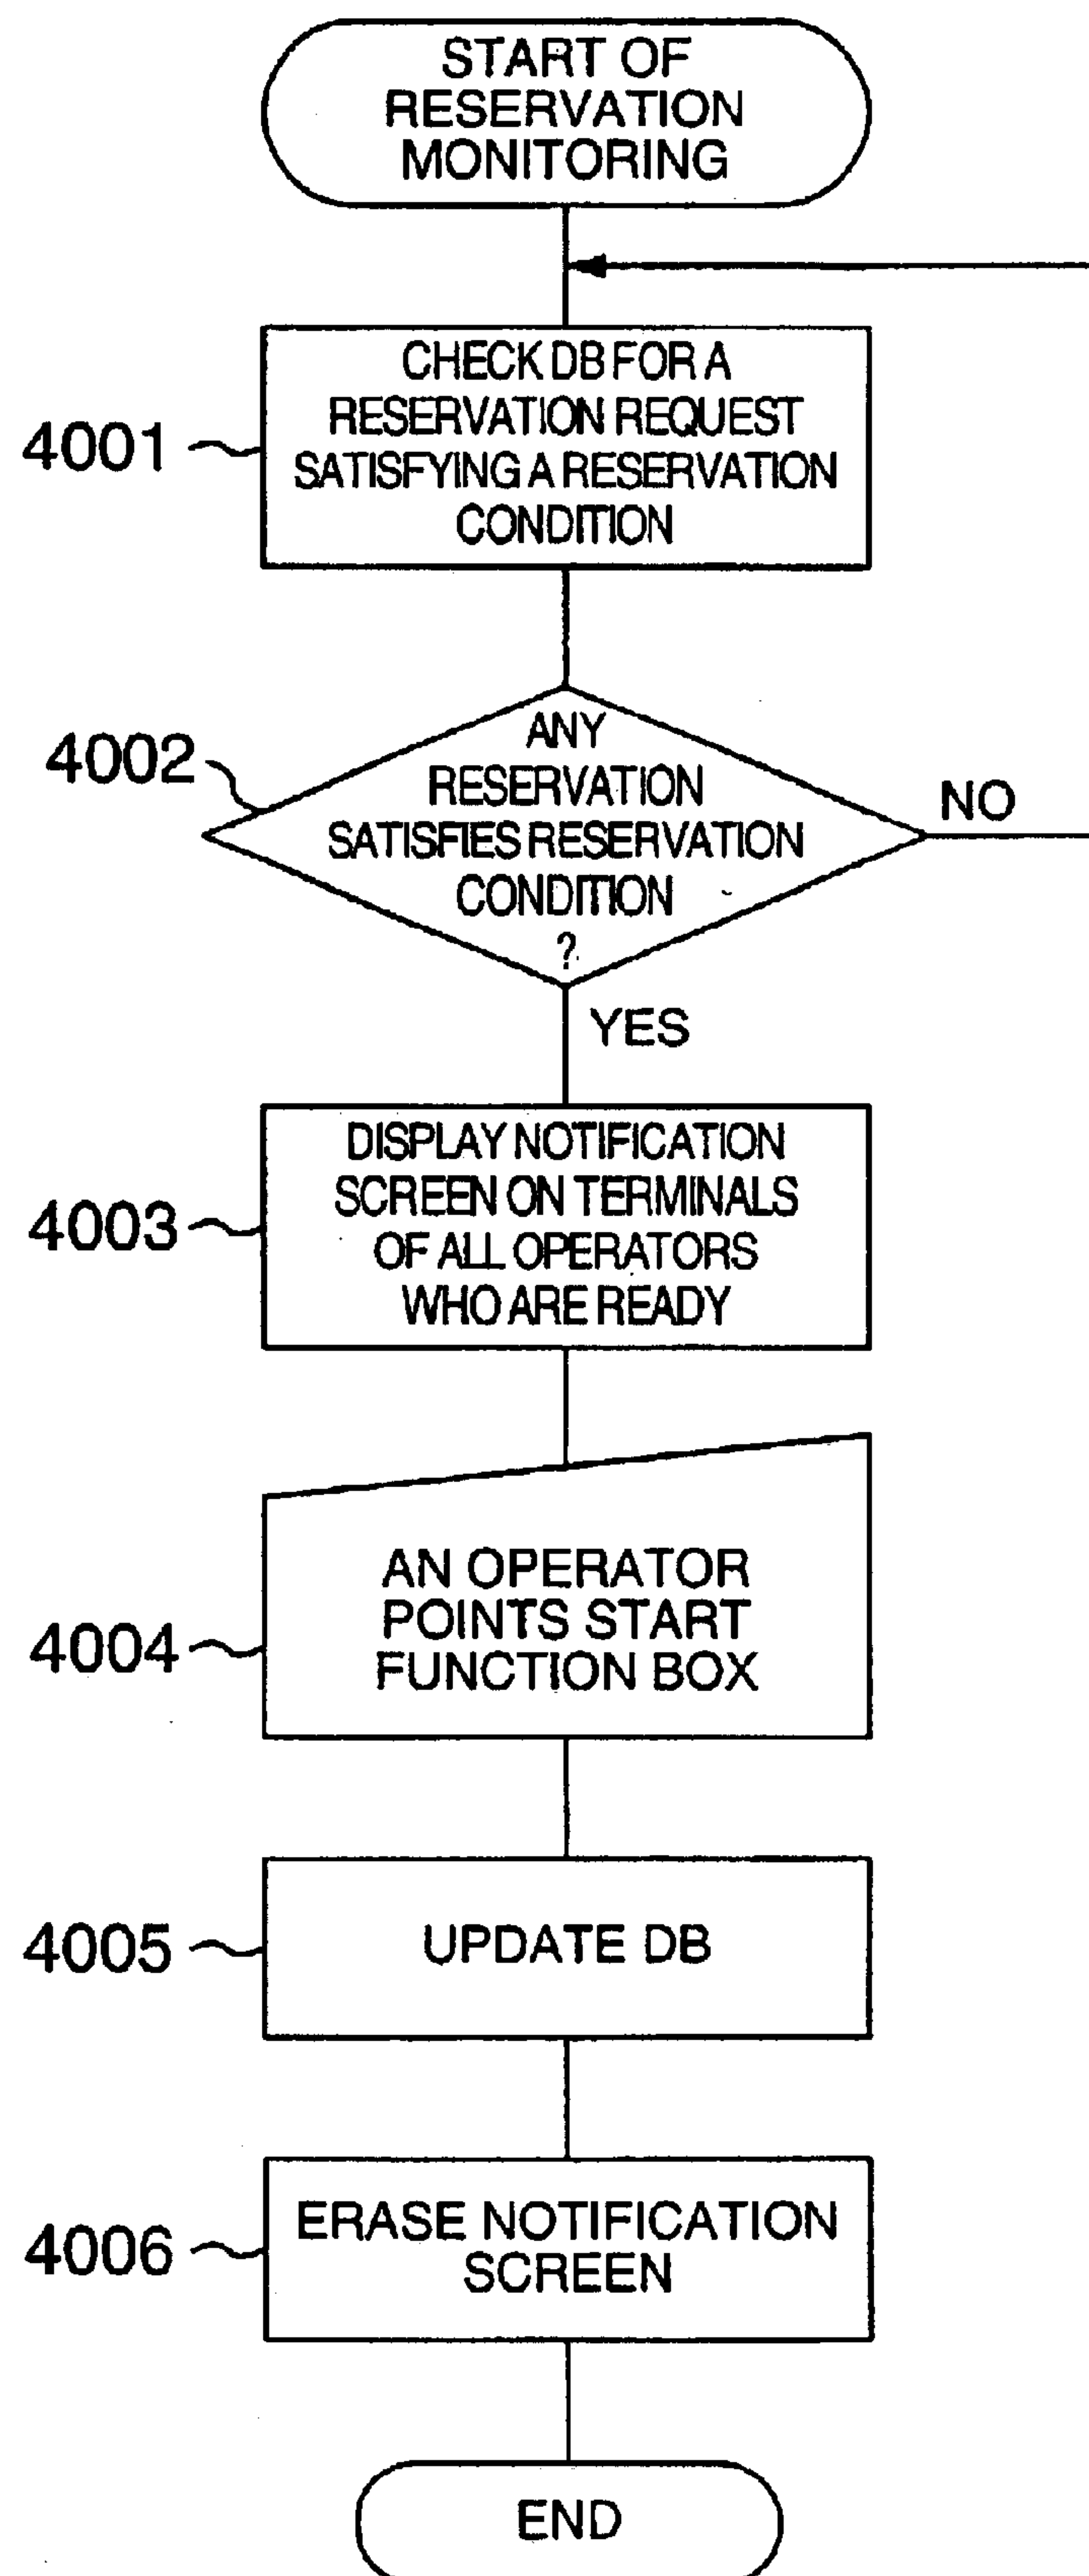 START OF
RESERVATION
MONITORING
4001
CHECK DB FOR A
RESERVATION REQUEST
SATISFYING A RESERVATION
CONDITION
4002
ANY
RESERVATION
SATISFIES RESERVATION
CONDITION
?
NO
YES
4003
DISPLAY NOTIFICATION
SCREEN ON TERMINALS
OF ALL OPERATORS
WHO ARE READY
4004
AN OPERATOR
POINTS START
FUNCTION BOX
4005
UPDATE DB
4006
ERASE NOTIFICATION
SCREEN
END